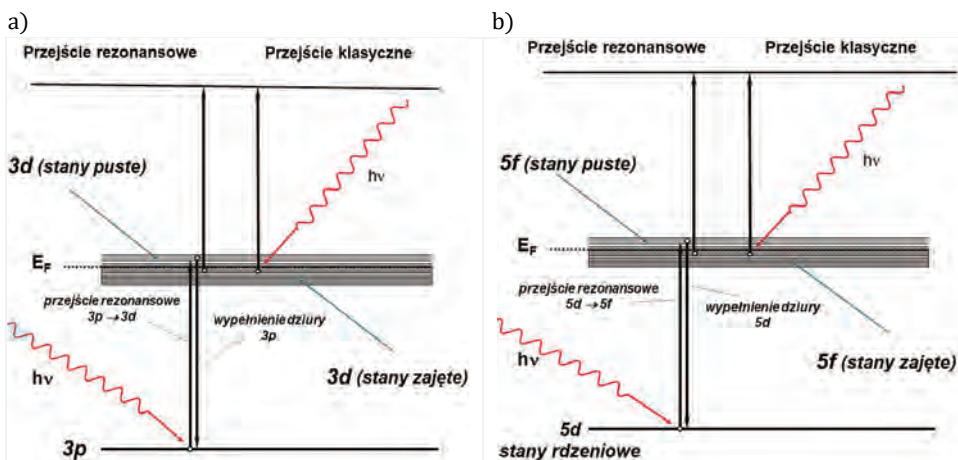 a)
Przejście rezonansowe
Przejście klasyczne
3d (stany puste)
hν
E_F
przejście rezonansowe
3p → 3d
wypełnienie dziury
3p
hν
3d (stany zajęte)
3p
b)
Przejście rezonansowe
Przejście klasyczne
5f (stany puste)
hν
E_F
przejście rezonansowe
5d → 5f
wypełnienie dziury
5d
hν
5f (stany zajęte)
5d
stany rdzeniowe